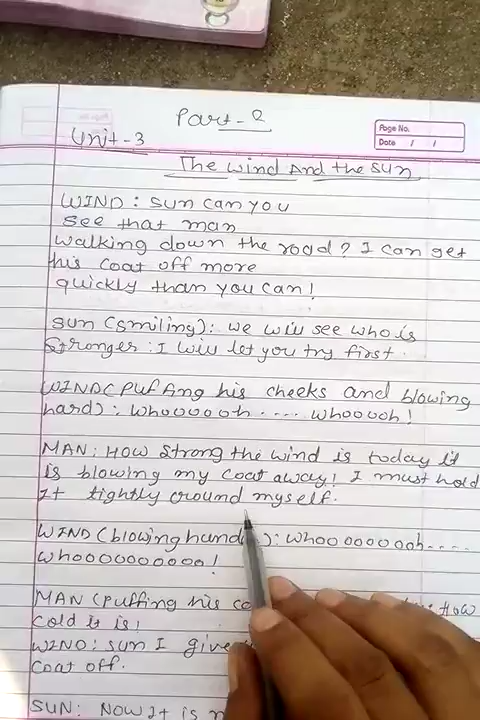 Part-2
Unit-3
Page No.
Date / /
The wind And the sun
WIND: Sun can you
see that man
walking down the road? I can get
his coat off more
quickly than you can!
Sun (smiling): we will see who is
stronger: I will let you try first.
WIND (Puffing his cheeks and blowing
hard): whoooooh.... whooooh!
MAN: How strong the wind is today it
is blowing my coat away! I must hold
It tightly around myself.
WIND (blowing hard): whooooooooh....
whoooooooooo!
MAN (Puffing his How
cold it is!
WIND: Sun I give
coat off.
SUN: Now It is